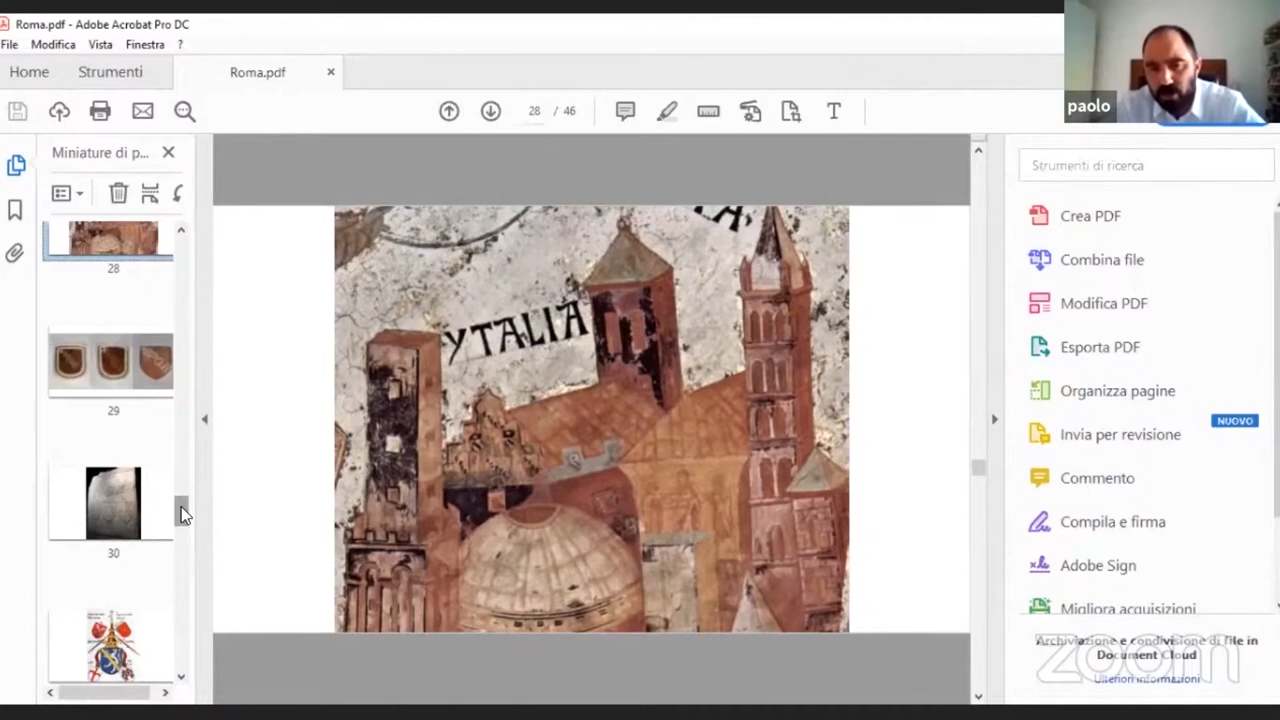 Roma.pdf - Adobe Acrobat Pro DC
File Modifica Vista Finestra ?
Home Strumenti Roma.pdf ×
28 / 46
paolo
Miniature di p... ×
Strumenti di ricerca
Crea PDF
Combina file
Modifica PDF
Esporta PDF
Organizza pagine
NUOVO
Invia per revisione
Commento
Compila e firma
Adobe Sign
Migliora acquisizioni
Archiviazione e condivisione di file in
Document Cloud
Ulteriori informazioni
zoom
28
29
30
YTALIA